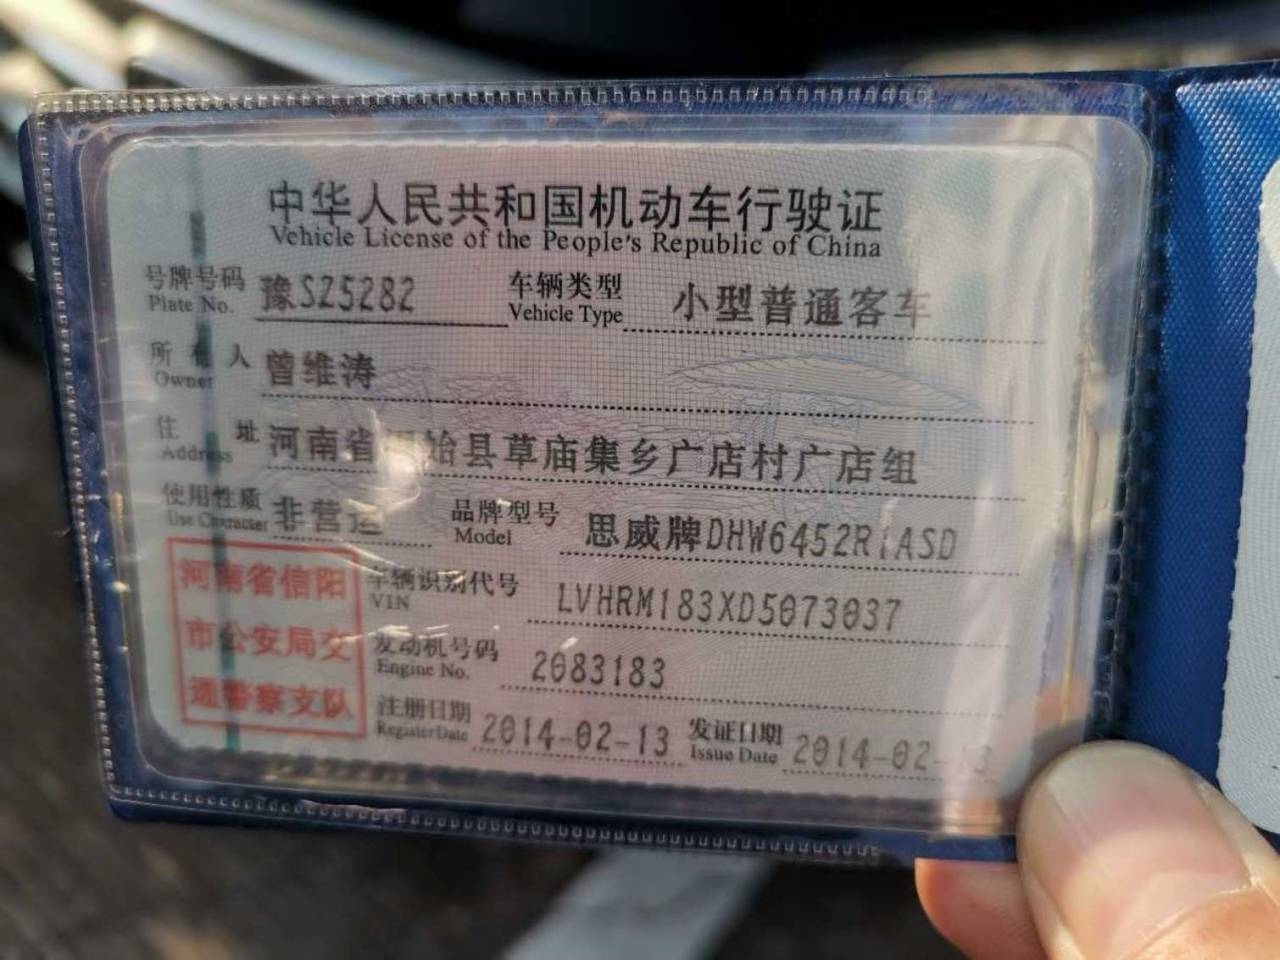 中华人民共和国机动车行驶证
Vehicle License of the People's Republic of China
号牌号码 豫SZ5282 车辆类型 小型普通客车
Plate No. Vehicle Type
所有人 曾维涛
Owner
住址 河南省 始县草庙集乡广店村广店组
Address
使用性质 非营运 品牌型号 思威牌DHW6452R1ASD
Use Character Model
河南省信阳
市公安局交
通警察支队
车辆识别代号 LVHRM183XD5073037
VIN
发动机号码 2083183
Engine No.
注册日期 2014-02-13 发证日期 2014-02- 3
Register Date Issue Date